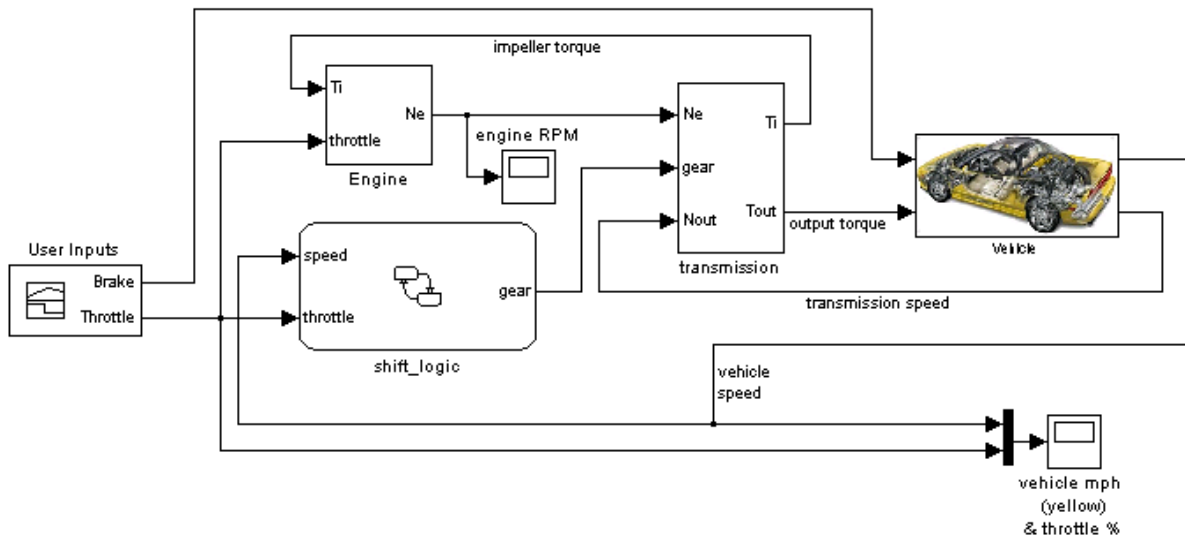 impeller torque
Ti
Ne
throttle
Engine
engine RPM
Ne
Ti
gear
Nout
Tout
transmission
output torque
Vehicle
transmission speed
User Inputs
Brake
Throttle
speed
gear
throttle
shift_logic
vehicle
speed
vehicle mph
(yellow)
& throttle %